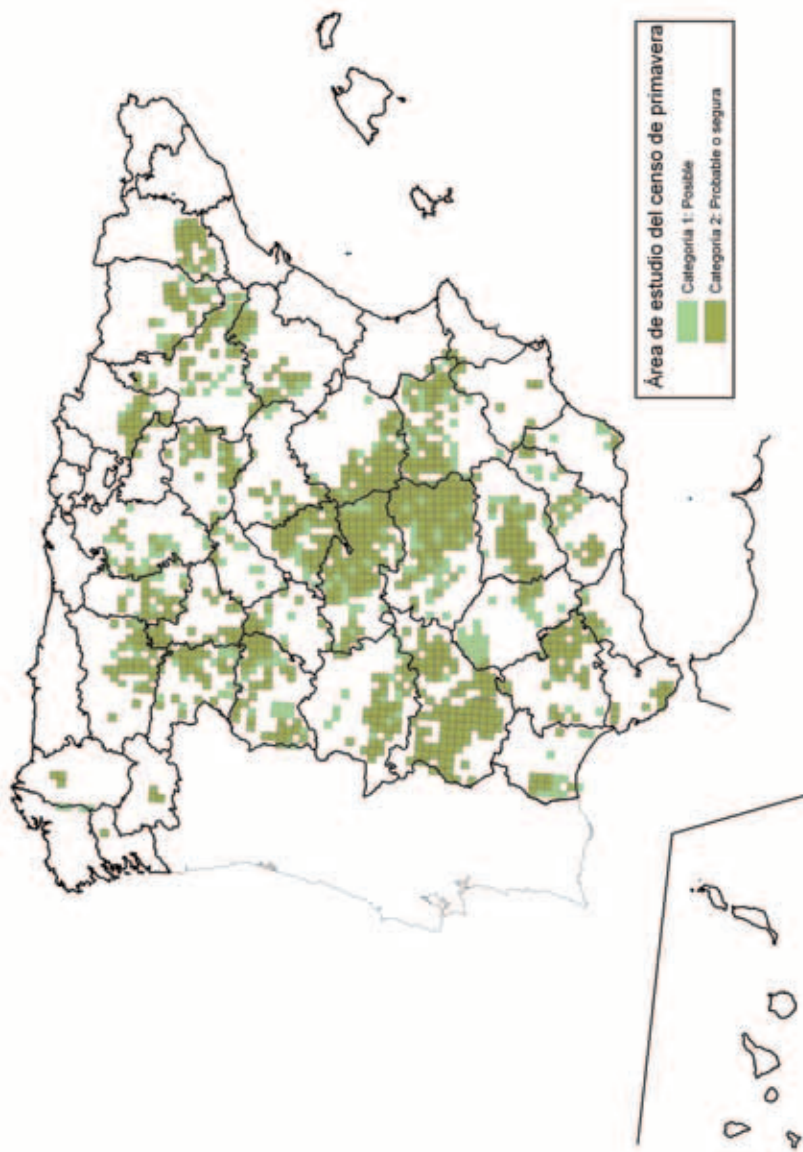 Área de estudio del censo de primavera
Categoría 1: Posible
Categoría 2: Probable o segura